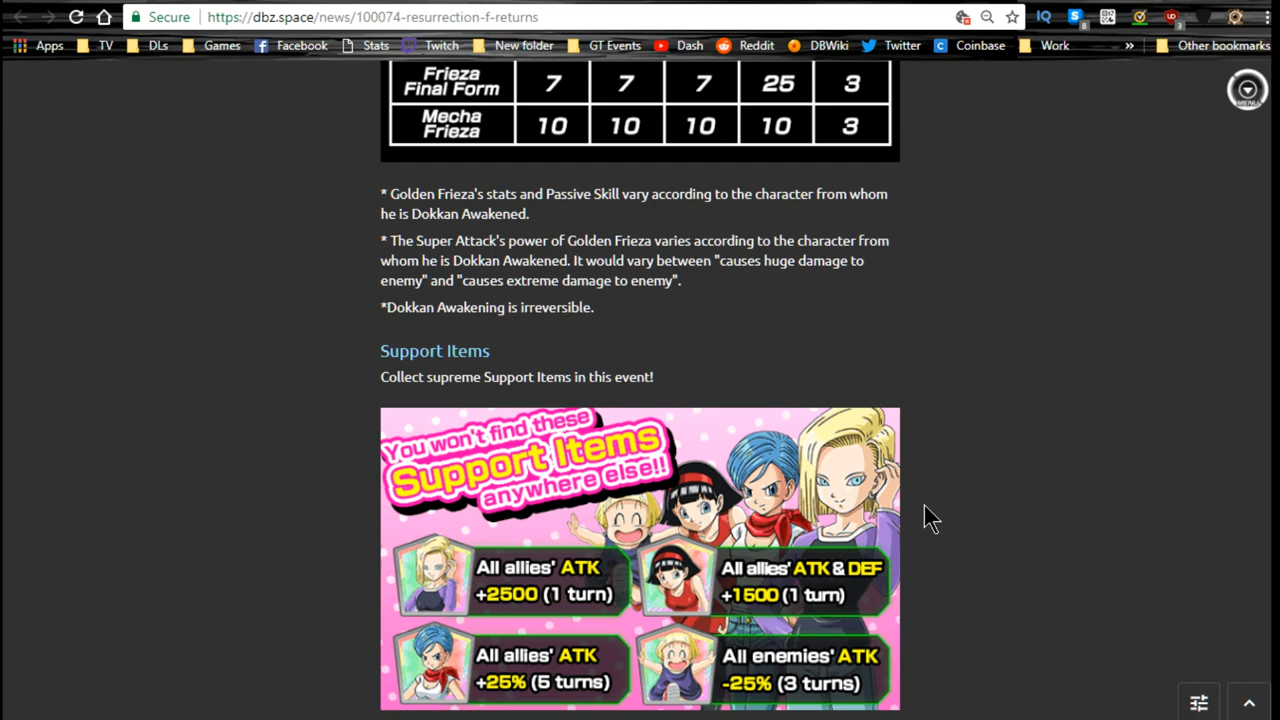 Secure https://dbz.space/news/100074-resurrection-f-returns
IQ
8
UD
3
Apps TV DLs Games Facebook Stats Twitch New folder GT Events Dash Reddit DBWiki Twitter Coinbase Work » Other bookmarks
MENU
Frieza
Final Form 7 7 7 25 3
Mecha
Frieza 10 10 10 10 3
* Golden Frieza's stats and Passive Skill vary according to the character from whom
he is Dokkan Awakened.
* The Super Attack's power of Golden Frieza varies according to the character from
whom he is Dokkan Awakened. It would vary between "causes huge damage to
enemy" and "causes extreme damage to enemy".
*Dokkan Awakening is irreversible.
Support Items
Collect supreme Support Items in this event!
You won't find these
Support Items
anywhere else!!
All allies' ATK
+2500 (1 turn)
All allies' ATK & DEF
+1500 (1 turn)
All allies' ATK
+25% (5 turns)
All enemies' ATK
-25% (3 turns)